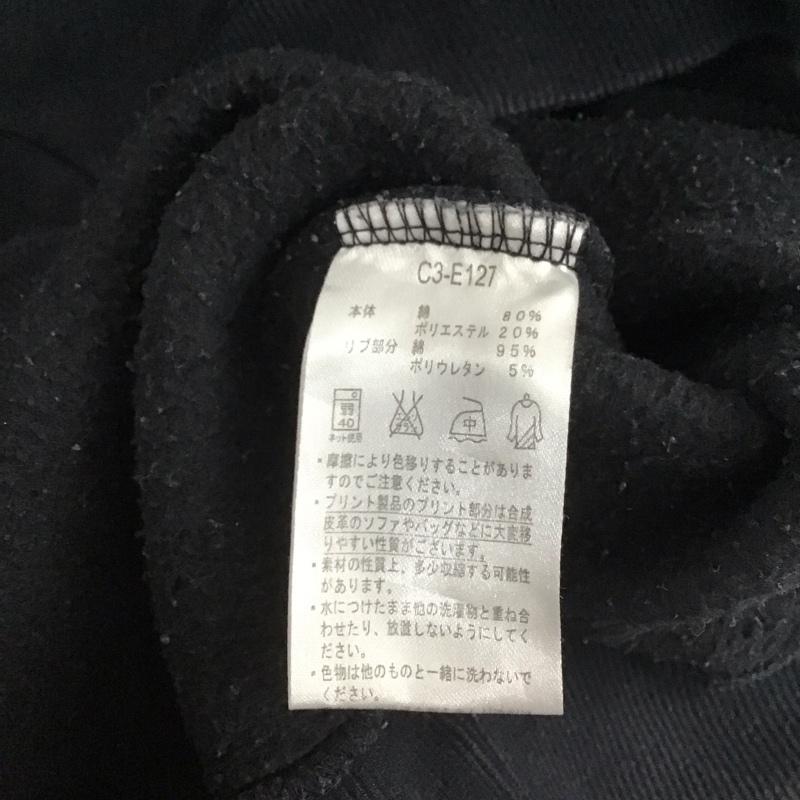 C3-E127
本体 綿 80%
ポリエステル 20%
リブ部分 綿 95%
ポリウレタン 5%
弱
40
中
ネット使用
・摩擦により色移りすることがありま
すのでご注意ください。
・プリント製品のプリント部分は合成
皮革のソファやバッグなどに大変移
りやすい性質がございます。
・素材の性質上、多少収縮する可能性
があります。
・水につけたまま他の洗濯物と重ね合
わせたり、放置しないようにしてく
ださい。
・色物は他のものと一緒に洗わないで
ください。